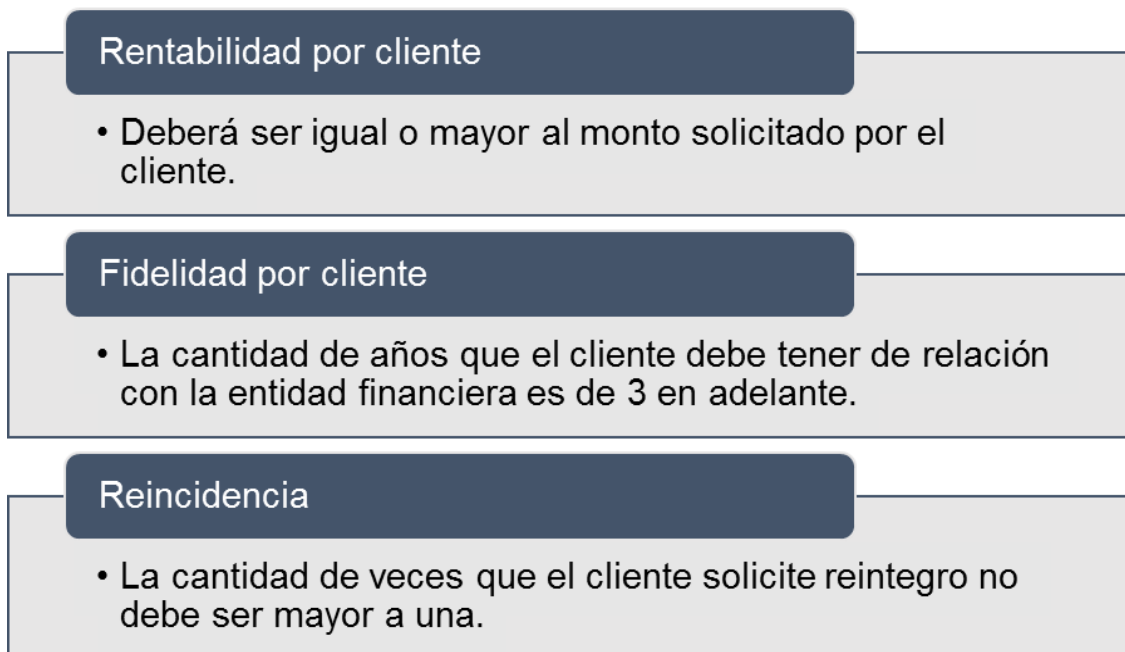 Rentabilidad por cliente
• Deberá ser igual o mayor al monto solicitado por el
cliente.
Fidelidad por cliente
• La cantidad de años que el cliente debe tener de relación
con la entidad financiera es de 3 en adelante.
Reincidencia
• La cantidad de veces que el cliente solicite reintegro no
debe ser mayor a una.